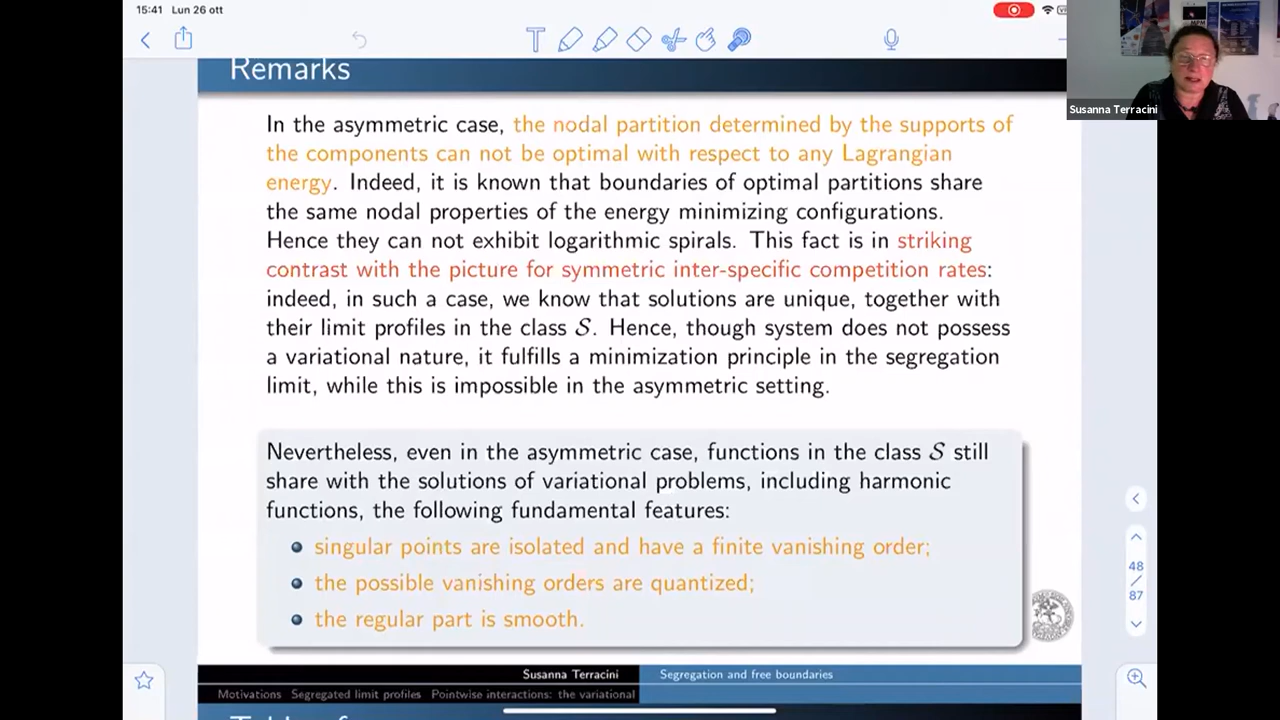 15:41 Lun 26 ott
Remarks
Susanna Terracini
In the asymmetric case, the nodal partition determined by the supports of
the components can not be optimal with respect to any Lagrangian
energy. Indeed, it is known that boundaries of optimal partitions share
the same nodal properties of the energy minimizing configurations.
Hence they can not exhibit logarithmic spirals. This fact is in striking
contrast with the picture for symmetric inter-specific competition rates:
indeed, in such a case, we know that solutions are unique, together with
their limit profiles in the class S. Hence, though system does not possess
a variational nature, it fulfills a minimization principle in the segregation
limit, while this is impossible in the asymmetric setting.
Nevertheless, even in the asymmetric case, functions in the class S still
share with the solutions of variational problems, including harmonic
functions, the following fundamental features:
singular points are isolated and have a finite vanishing order;
the possible vanishing orders are quantized;
the regular part is smooth.
48
/
87
Susanna Terracini Segregation and free boundaries
Motivations Segregated limit profiles Pointwise interactions: the variational